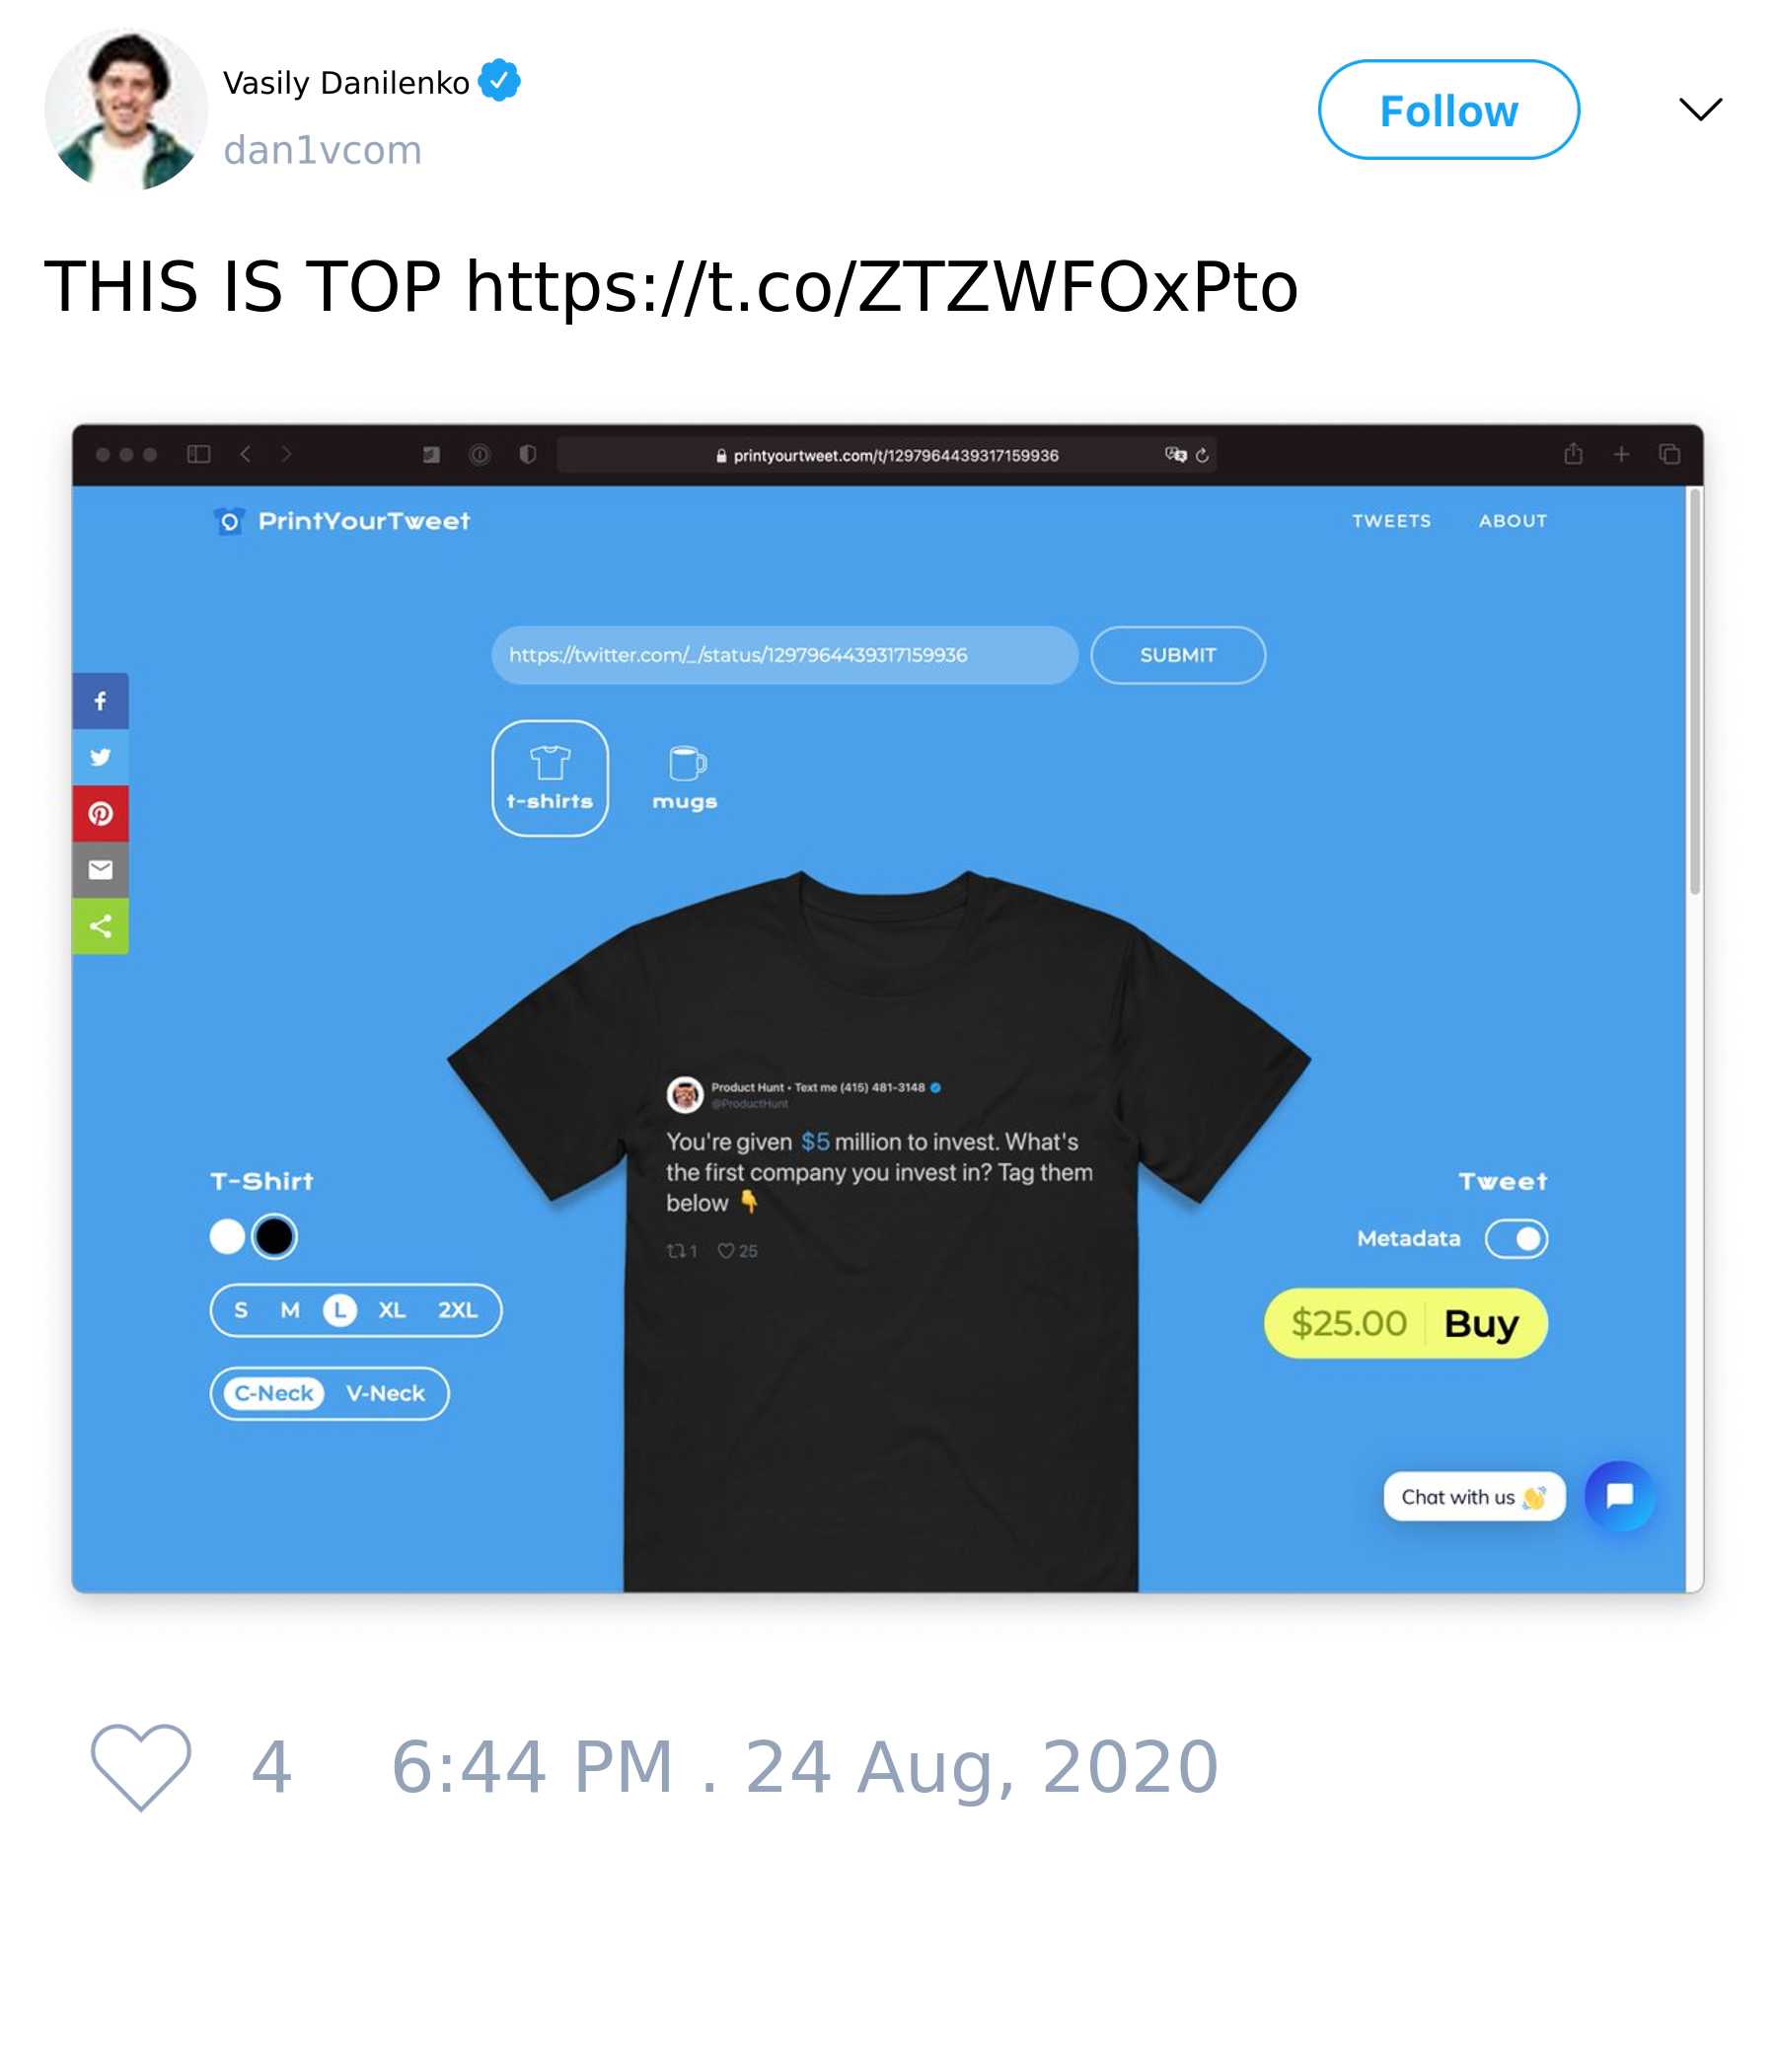 Vasily Danilenko
dan1vcom
Follow
THIS IS TOP https://t.co/ZTZWFOxPto
printyourtweet.com/t/1297964439317159936
PrintYourTweet
TWEETS ABOUT
https://twitter.com/_/status/1297964439317159936
SUBMIT
t-shirts mugs
Product Hunt • Text me (415) 481-3148
@ProductHunt
You're given $5 million to invest. What's
the first company you invest in? Tag them
below 👇
1 25
T-Shirt
S M L XL 2XL
C-Neck V-Neck
Tweet
Metadata
$25.00 Buy
Chat with us 👋
4 6:44 PM . 24 Aug, 2020